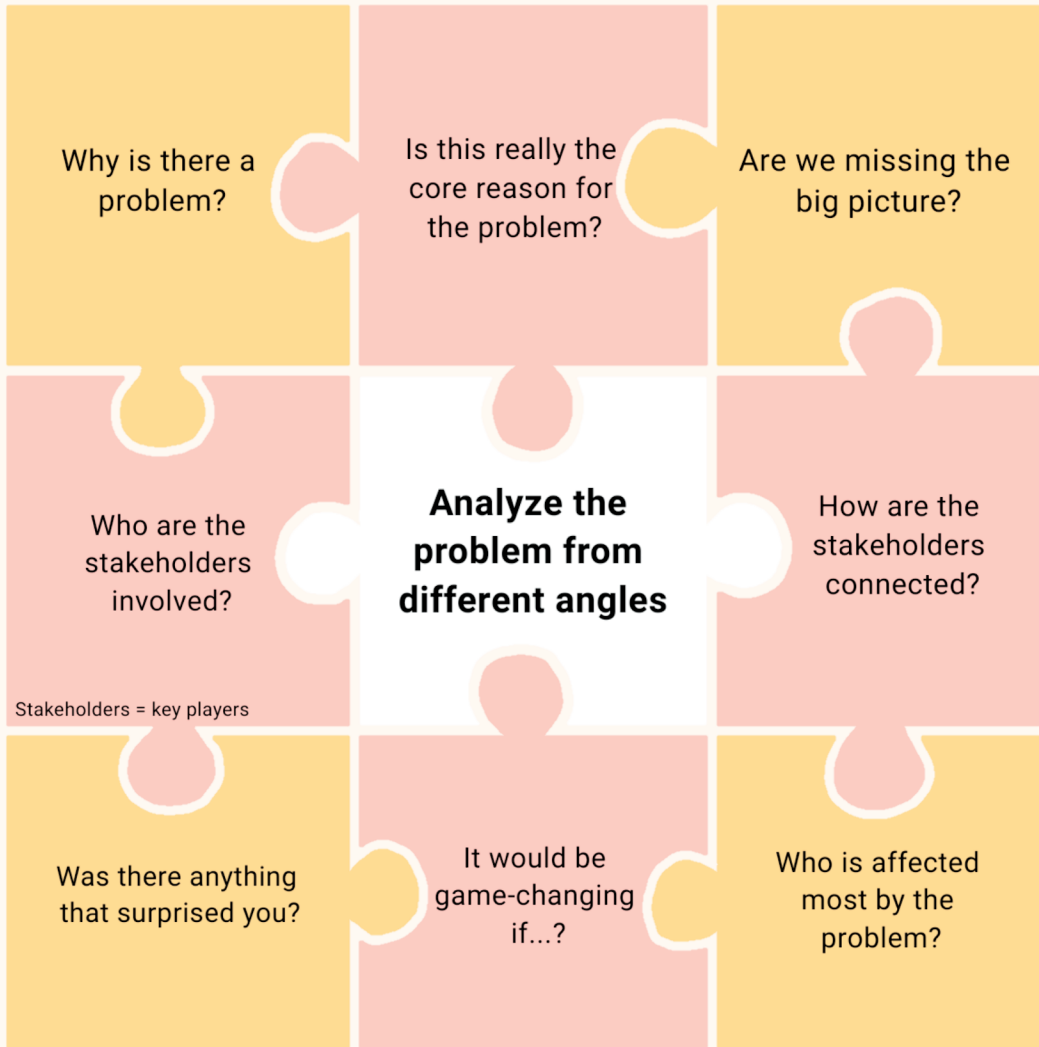 Why is there a
problem?
Is this really the
core reason for
the problem?
Are we missing the
big picture?
Who are the
stakeholders
involved?
Stakeholders = key players
Analyze the
problem from
different angles
How are the
stakeholders
connected?
Was there anything
that surprised you?
It would be
game-changing
if...?
Who is affected
most by the
problem?